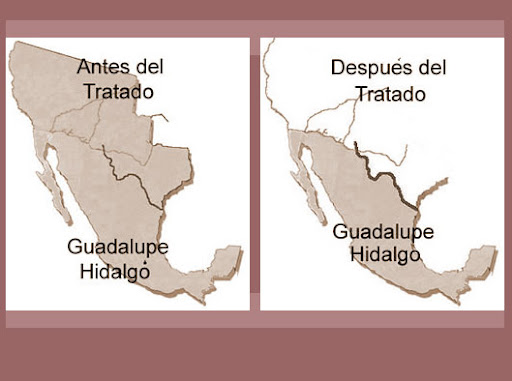 Antes del
Tratado
Guadalupe
Hidalgo
Después del
Tratado
Guadalupe
Hidalgo